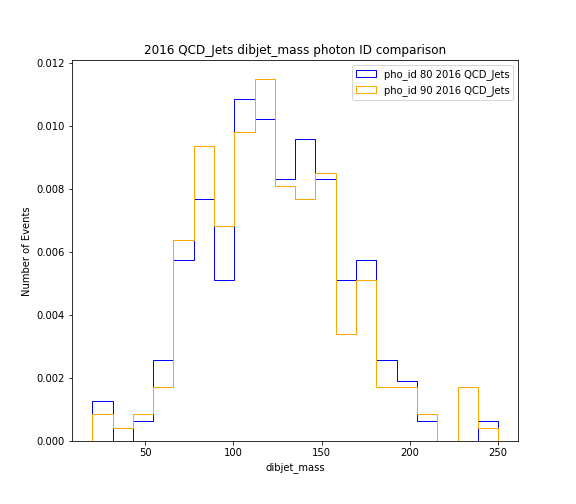 2016 QCD_Jets dibjet_mass photon ID comparison
pho_id 80 2016 QCD_Jets
pho_id 90 2016 QCD_Jets
0.012
0.010
0.008
0.006
0.004
0.002
0.000
Number of Events
50
100
150
200
250
dibjet_mass